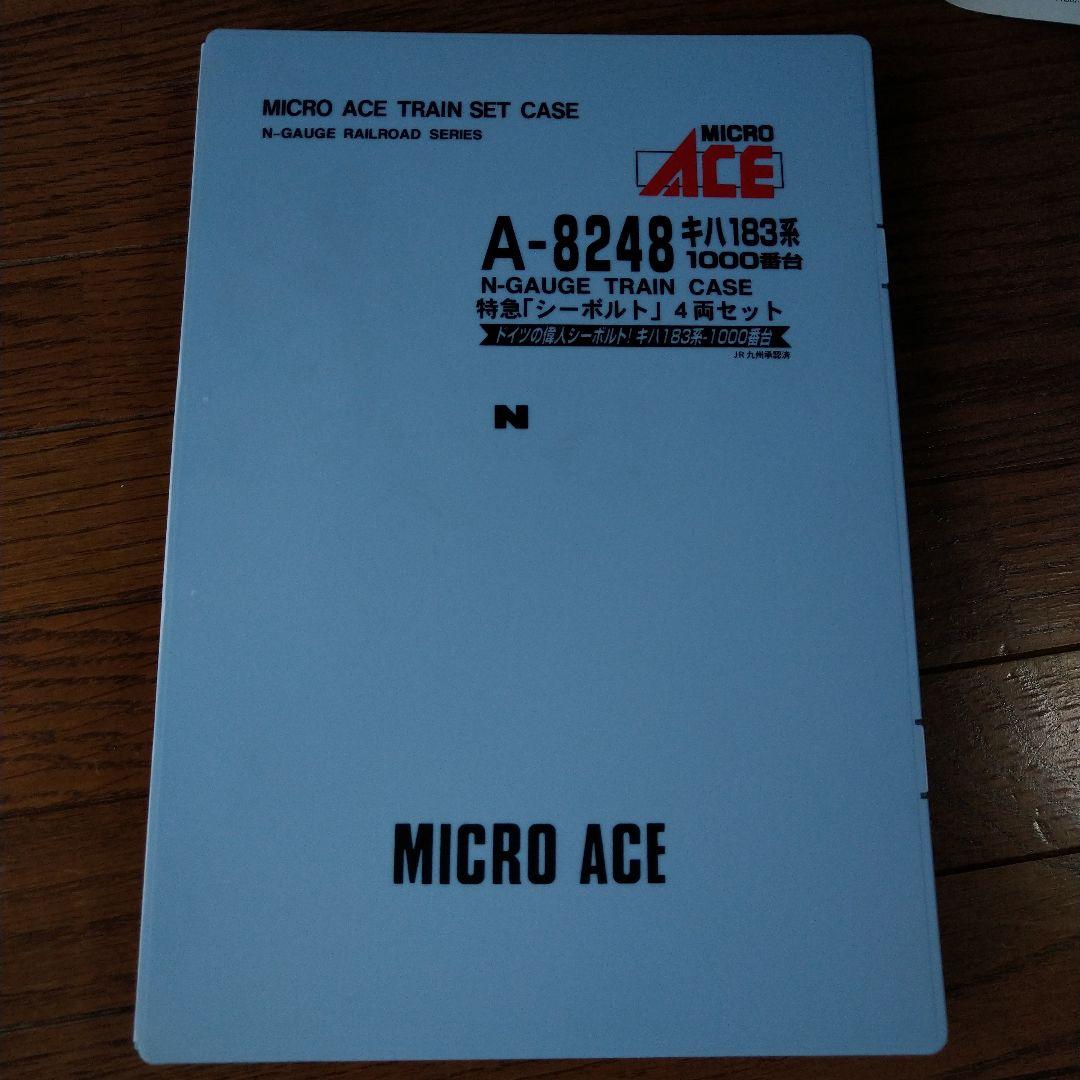 MICRO ACE TRAIN SET CASE
N-GAUGE RAILROAD SERIES
MICRO
ACE
A-8248 キハ183系
1000番台
N-GAUGE TRAIN CASE
特急「シーボルト」4両セット
ドイツの偉人シーボルト!キハ183系-1000番台
JR九州承認済
N
MICRO ACE